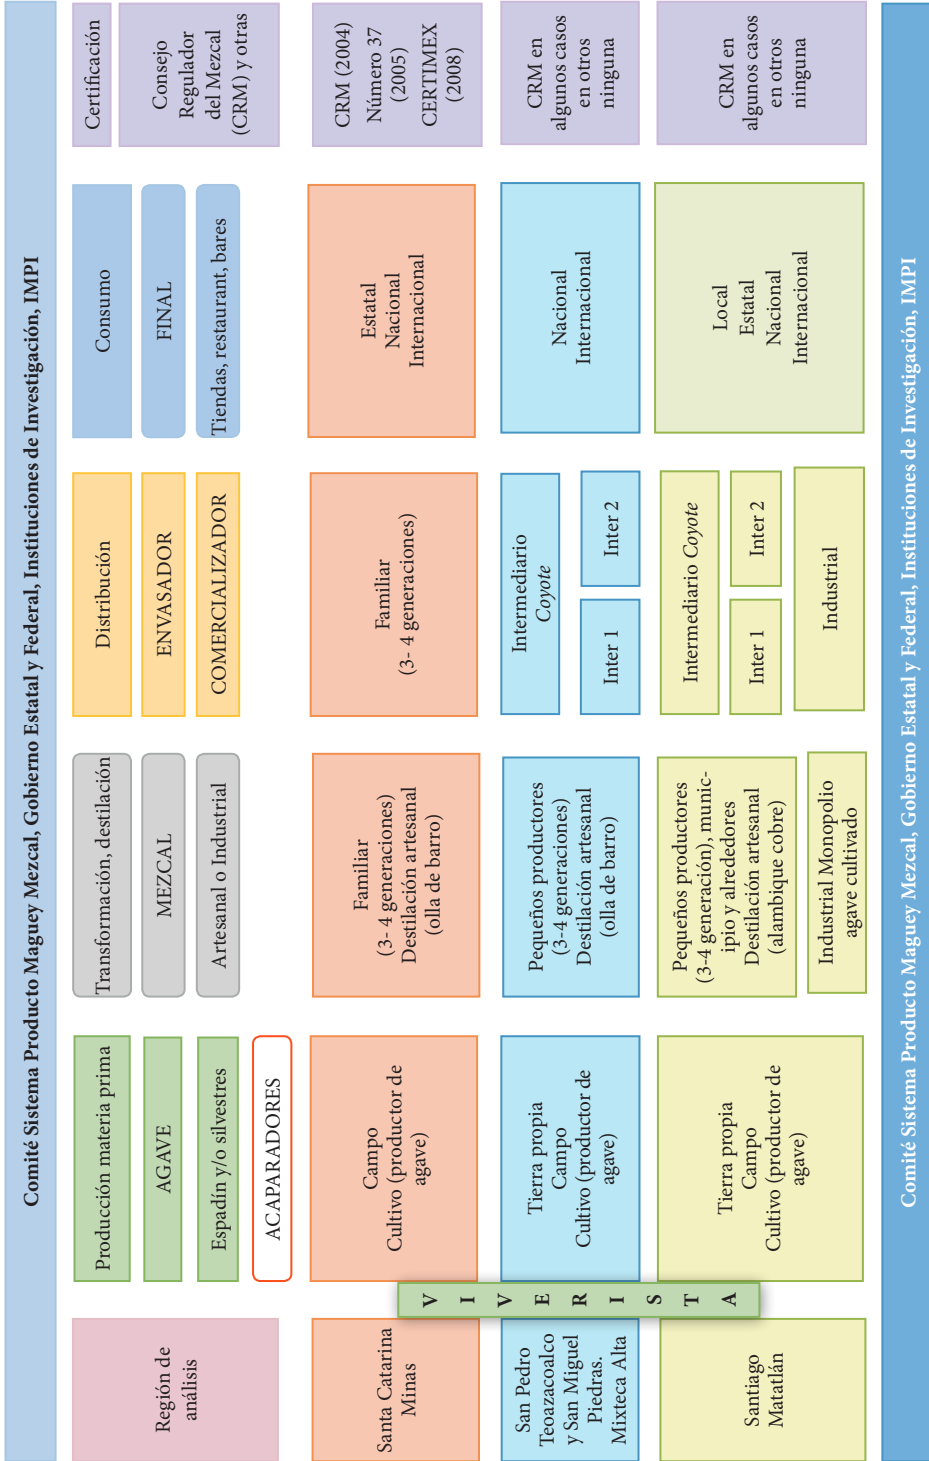 Comité Sistema Producto Maguey Mezcal, Gobierno Estatal y Federal, Instituciones de Investigación, IMPI
Región de
análisis
Producción materia prima
AGAVE
Espadín y/o silvestres
ACAPARADORES
Transformación, destilación
MEZCAL
Artesanal o Industrial
Distribución
ENVASADOR
COMERCIALIZADOR
Consumo
FINAL
Tiendas, restaurant, bares
Certificación
Consejo
Regulador
del Mezcal
(CRM) y otras
Santa Catarina
Minas
Campo
Cultivo (productor de
agave)
Familiar
(3- 4 generaciones)
Destilación artesanal
(olla de barro)
Familiar
(3- 4 generaciones)
Estatal
Nacional
Internacional
CRM (2004)
Número 37
(2005)
CERTIMEX
(2008)
VIVERISTA
San Pedro
Teoazacoalco
y San Miguel
Piedras.
Mixteca Alta
Tierra propia
Campo
Cultivo (productor de
agave)
Pequeños productores
(3-4 generaciones)
Destilación artesanal
(olla de barro)
Intermediario
Coyote
Inter 1
Inter 2
Nacional
Internacional
CRM en
algunos casos
en otros
ninguna
Santiago
Matatlán
Tierra propia
Campo
Cultivo (productor de
agave)
Pequeños productores
(3-4 generación), munic-
ipio y alrededores
Destilación artesanal
(alambique cobre)
Industrial Monopolio
agave cultivado
Intermediario Coyote
Inter 1
Inter 2
Industrial
Local
Estatal
Nacional
Internacional
CRM en
algunos casos
en otros
ninguna
Comité Sistema Producto Maguey Mezcal, Gobierno Estatal y Federal, Instituciones de Investigación, IMPI